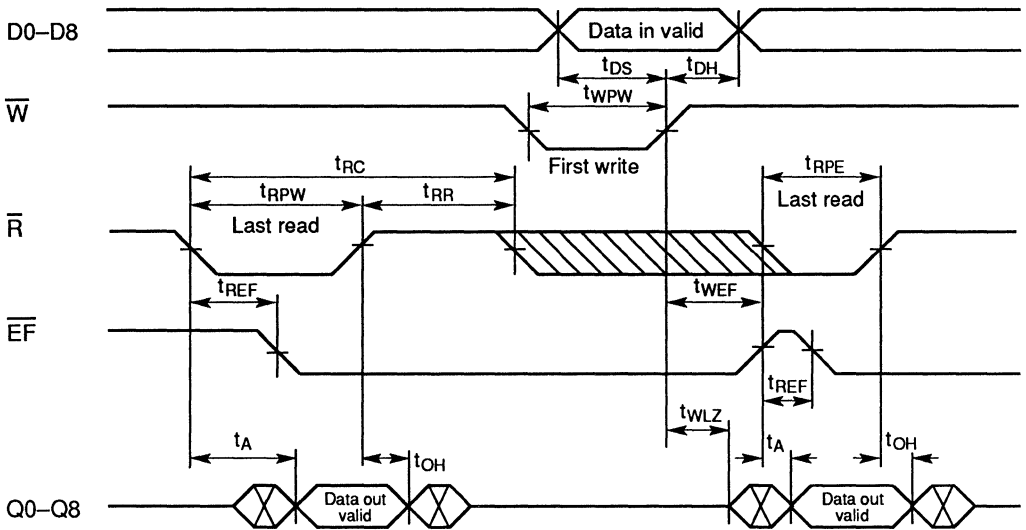 D0–D8 Data in valid
tDS tDH
W tWPW
First write
tRC tRPE
tRPW tRR
Last read Last read
R
tREF tWEF
EF
tREF
tWLZ
tA tOH tA tOH
Q0–Q8 Data out valid Data out valid